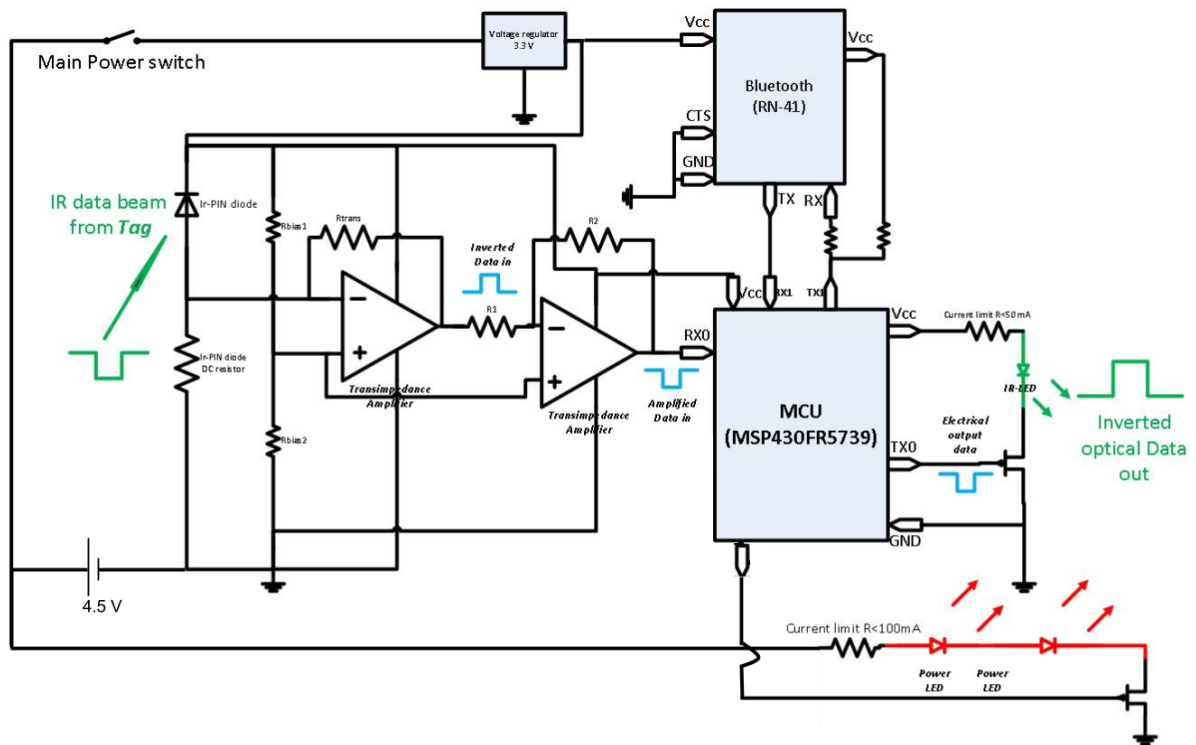 Main Power switch
Voltage regulator
3.3 V
Vcc
Vcc
Bluetooth
(RN-41)
CTS
GND
TX
RX
IR data beam
from Tag
Ir-PIN diode
Rbias1
Rtrans
Inverted
Data in
R2
R1
Vcc
RX1
TX1
Ir-PIN diode
DC resistor
Transimpedance
Amplifier
Transimpedance
Amplifier
RX0
Amplified
Data in
MCU
(MSP430FR5739)
Vcc
Current limit R<50mA
IR-LED
Inverted
optical Data
out
Electrical
output
data
TX0
GND
Rbias2
4.5 V
Current limit R<100mA
Power
LED
Power
LED